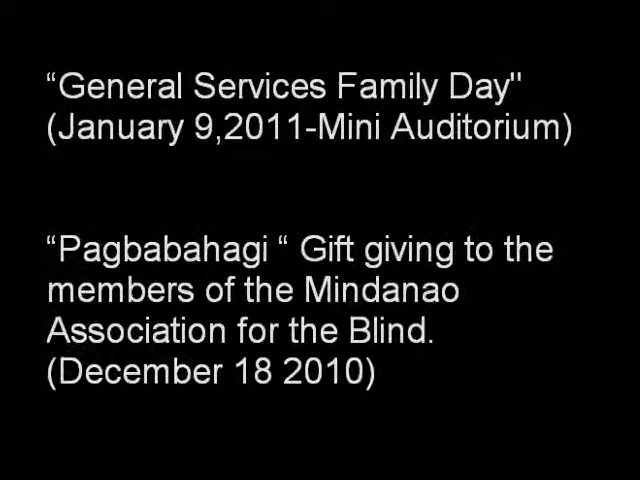 “General Services Family Day"
(January 9,2011-Mini Auditorium)
“Pagbabahagi “ Gift giving to the
members of the Mindanao
Association for the Blind.
(December 18 2010)